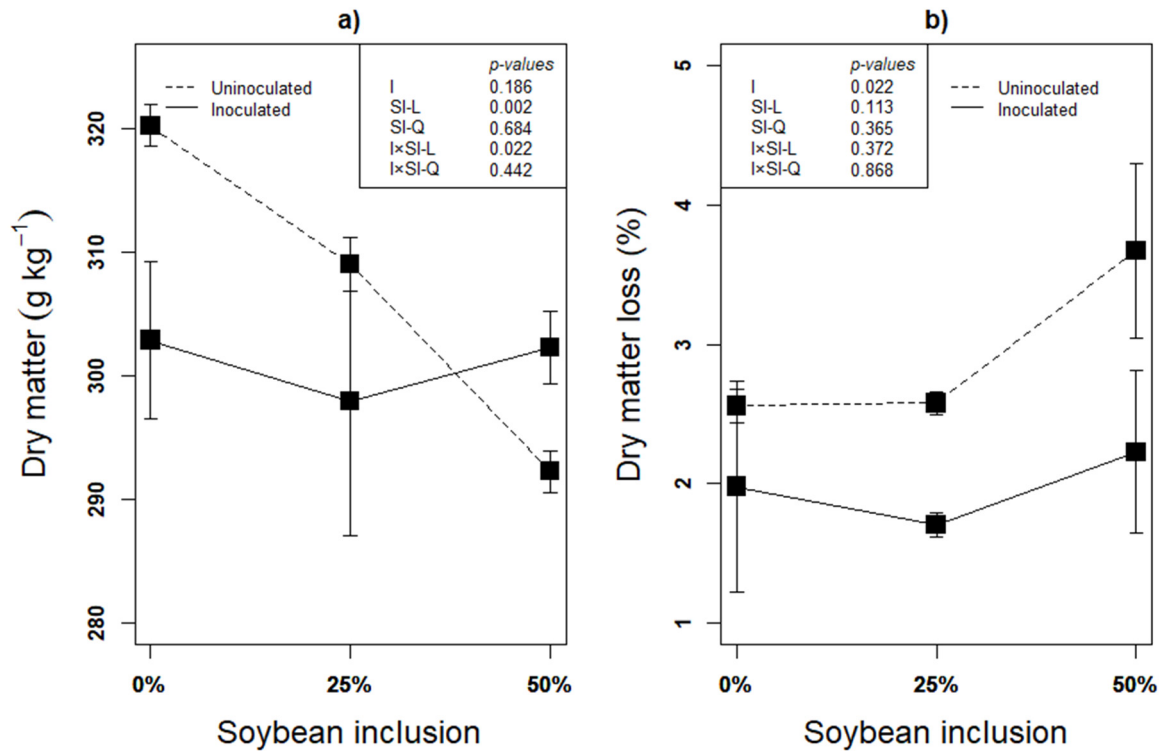 a)
Uninoculated
Inoculated
p-values
I 0.186
SI-L 0.002
SI-Q 0.684
I×SI-L 0.022
I×SI-Q 0.442
Dry matter (g kg⁻¹)
320
310
300
290
280
0% 25% 50%
Soybean inclusion
b)
p-values
I 0.022
SI-L 0.113
SI-Q 0.365
I×SI-L 0.372
I×SI-Q 0.868
Uninoculated
Inoculated
Dry matter loss (%)
5
4
3
2
1
0% 25% 50%
Soybean inclusion